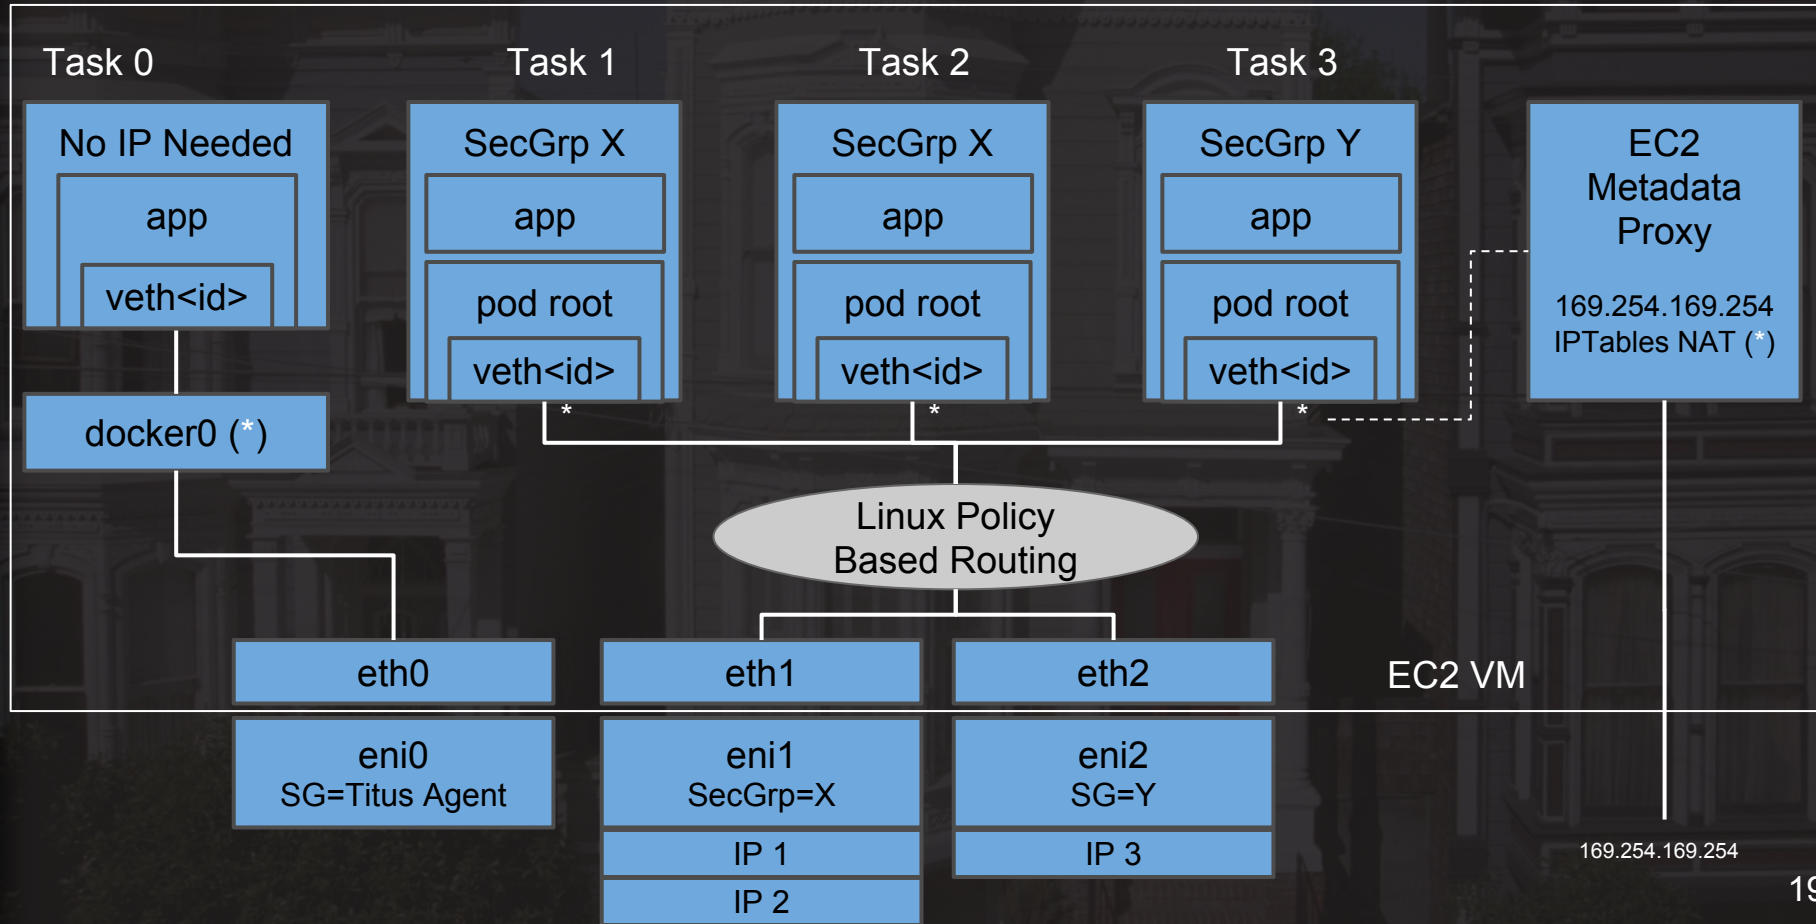 Task 0
Task 1
Task 2
Task 3
No IP Needed
app
veth<id>
docker0 (*)
SecGrp X
app
pod root
veth<id>
*
SecGrp X
app
pod root
veth<id>
*
SecGrp Y
app
pod root
veth<id>
*
EC2
Metadata
Proxy
169.254.169.254
IPTables NAT (*)
Linux Policy
Based Routing
eth0
eth1
eth2
EC2 VM
eni0
SG=Titus Agent
eni1
SecGrp=X
IP 1
IP 2
eni2
SG=Y
IP 3
169.254.169.254
19